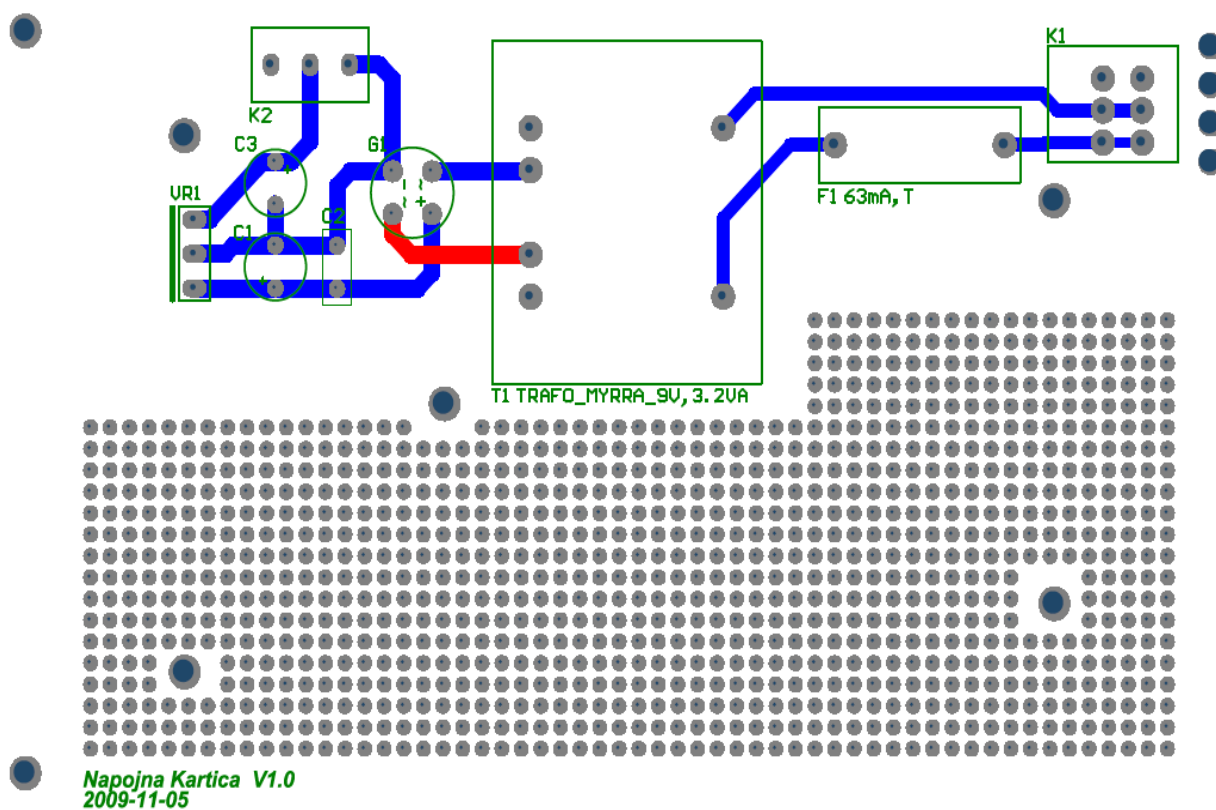 K1
K2
C3
G1
VR1
F1 63mA,T
C2
C1
T1 TRAFO_MYRRA_9V,3.2VA
Napojna Kartica V1.0
2009-11-05